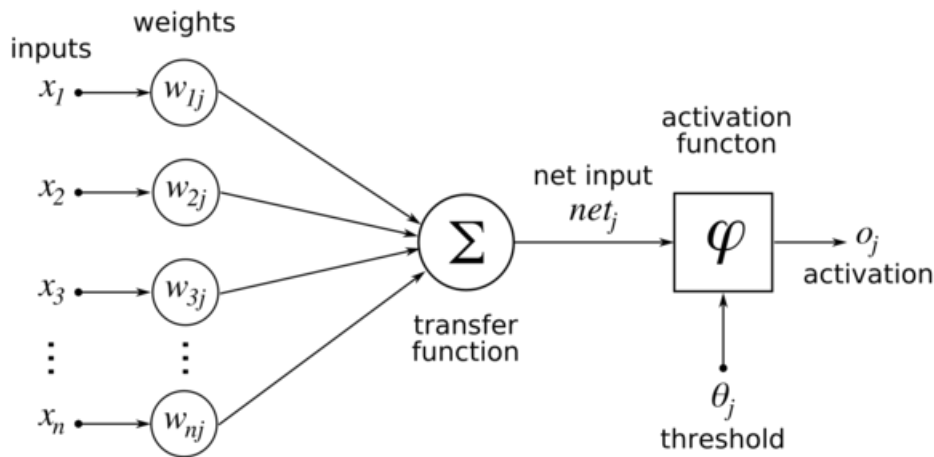 weights
inputs
x1
w1j
x2
w2j
x3
w3j
⋮ ⋮
xn
wnj
Σ
transfer
function
net input
netj
activation
functon
φ
oj
activation
θj
threshold